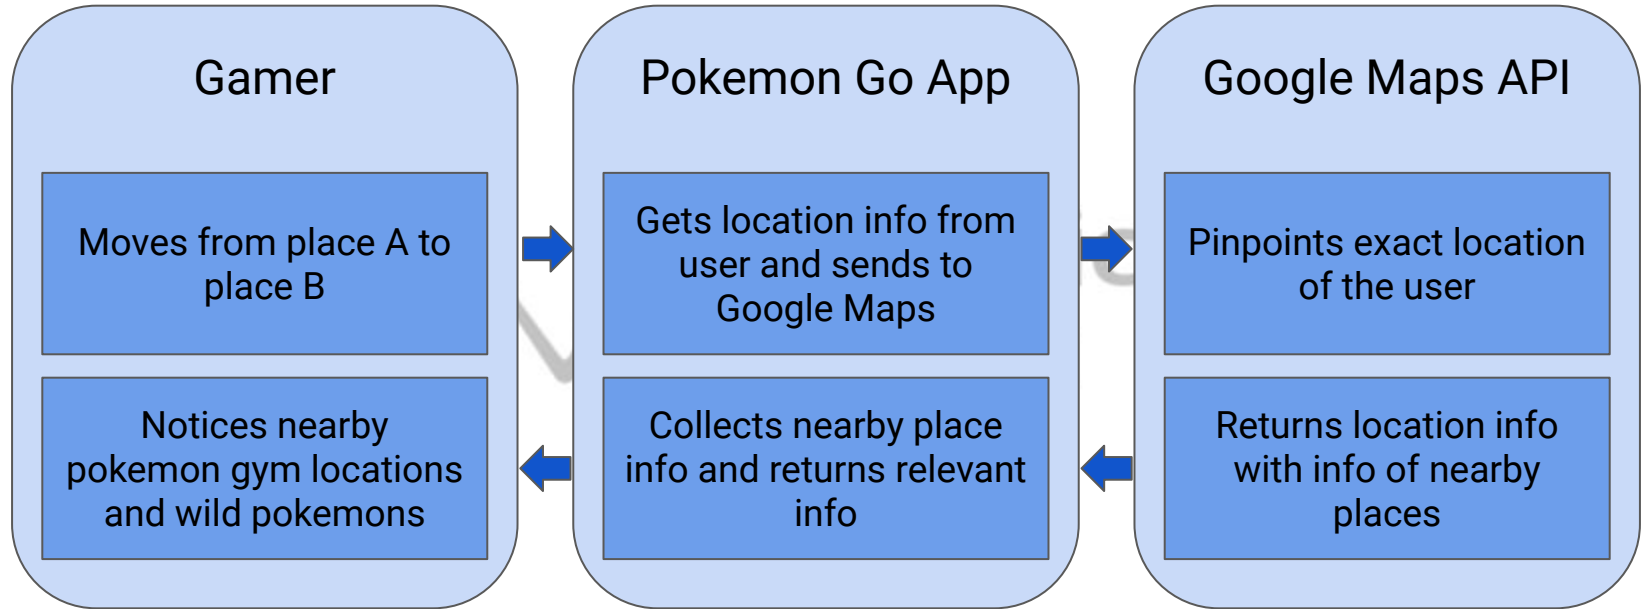 Gamer
Moves from place A to
place B
Notices nearby
pokemon gym locations
and wild pokemons
Pokemon Go App
Gets location info from
user and sends to
Google Maps
Collects nearby place
info and returns relevant
info
Google Maps API
Pinpoints exact location
of the user
Returns location info
with info of nearby
places